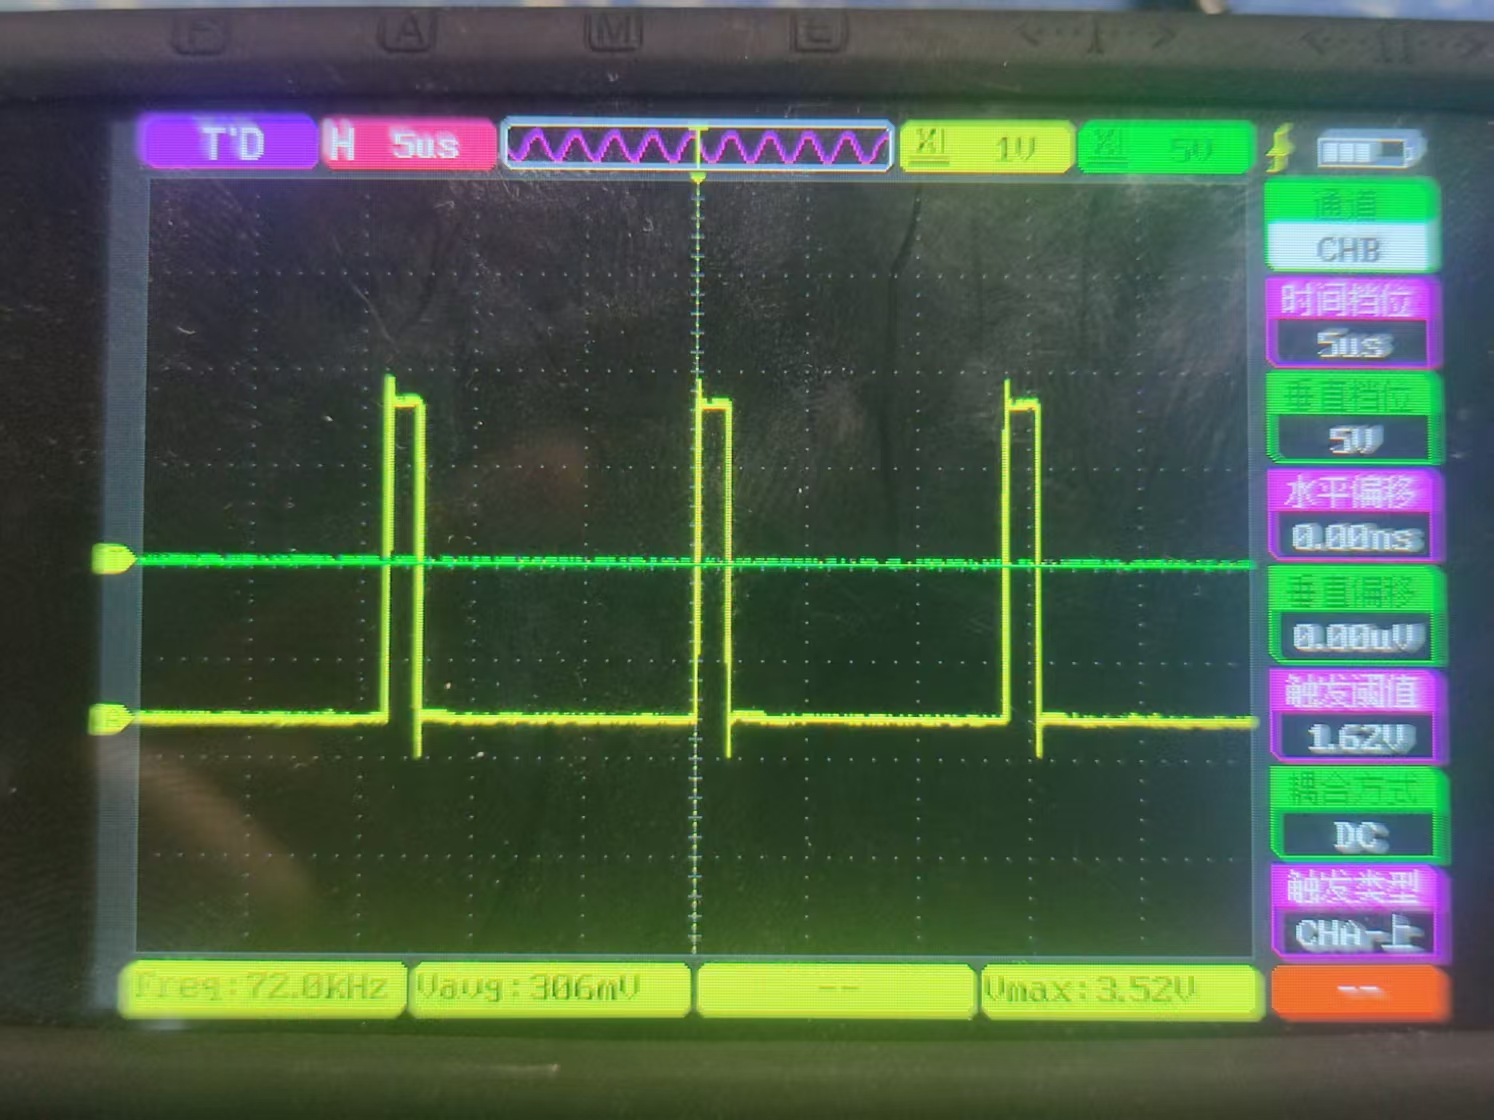 F A M E
T'D H 5us X1 1V X1 5V
通道
CHB
时间档位
5us
垂直档位
5V
水平偏移
0.00ns
垂直偏移
0.00uV
触发阈值
1.62V
耦合方式
DC
触发类型
CHA-上
Freq:72.0kHz Vavg:306mV -- Vmax:3.52V --